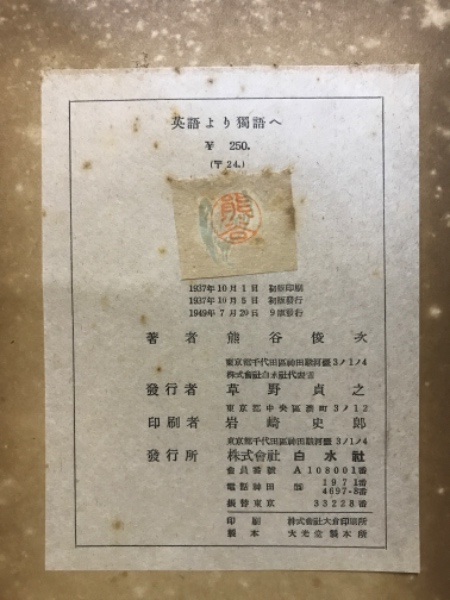 英語より獨語へ
¥ 250.
(〒24.)
熊谷
1937年10月1日 初版印刷
1937年10月5日 初版發行
1949年7月20日 9版發行
著者 熊谷俊次
東京都千代田區神田駿河臺3ノ1ノ4
株式會社白水社代表者
發行者 草野貞之
東京都中央區湊町3ノ12
印刷者 岩崎史郎
東京都千代田區神田駿河臺3ノ1ノ4
發行所 株式會社 白水社
會員番號 A108001番
電話神田 1971番
4697-8番
振替東京 33228番
印刷 株式會社大倉印刷所
製本 大光堂製本所